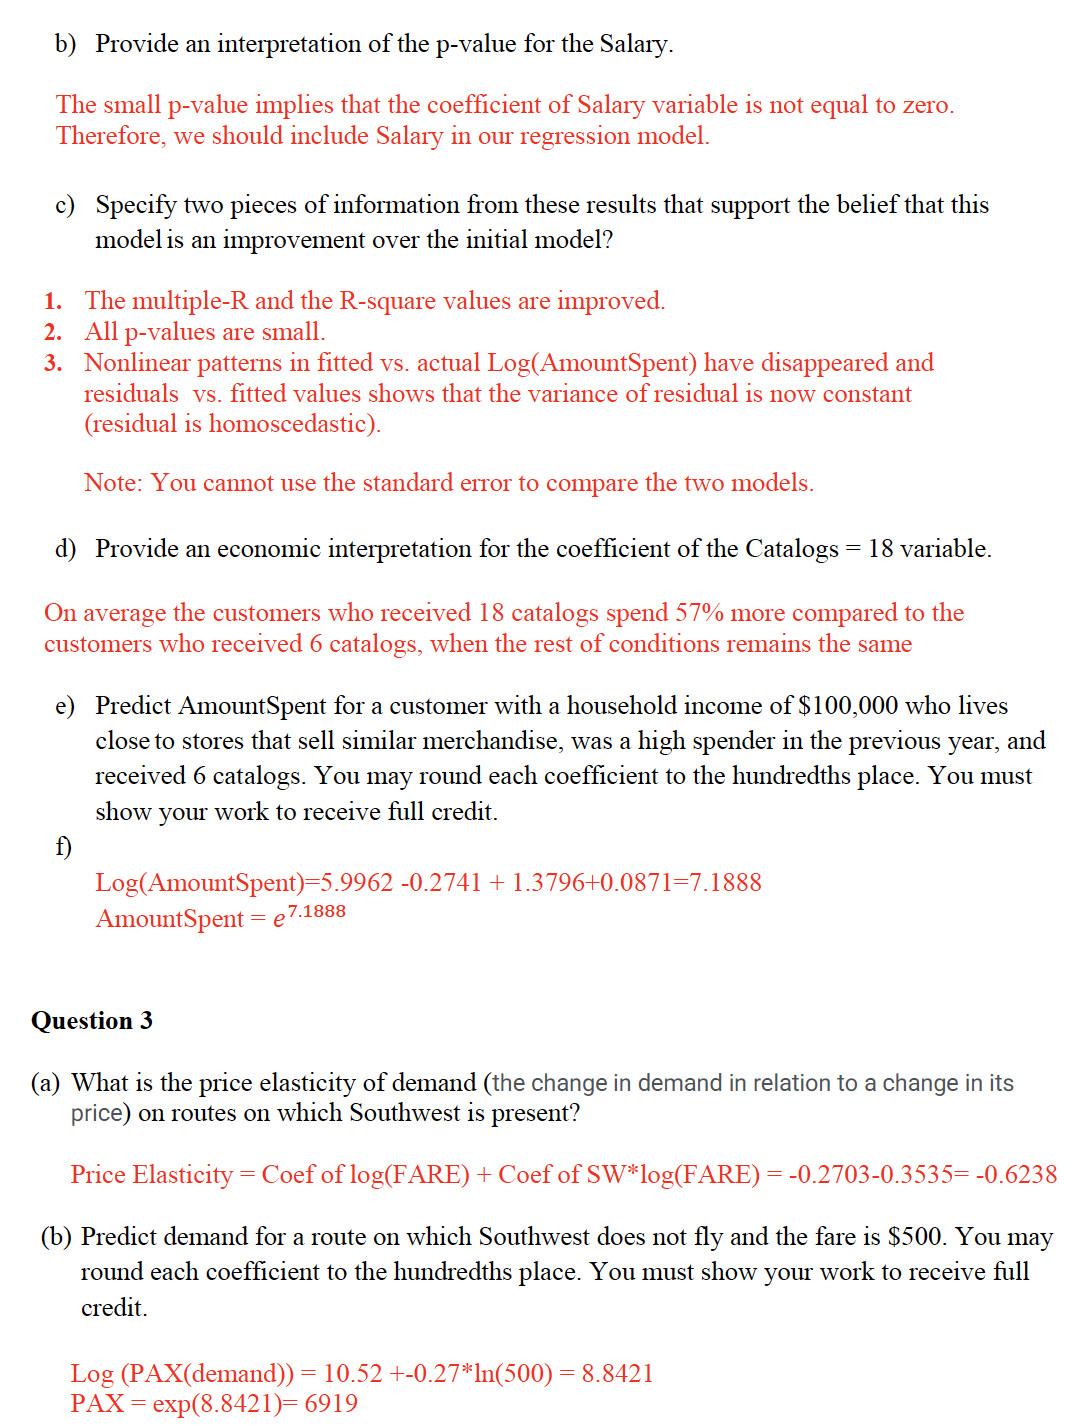 b) Provide an interpretation of the p-value for the Salary.
The small p-value implies that the coefficient of Salary variable is not equal to zero.
Therefore, we should include Salary in our regression model.
c) Specify two pieces of information from these results that support the belief that this
model is an improvement over the initial model?
1. The multiple-R and the R-square values are improved.
2. All p-values are small.
3. Nonlinear patterns in fitted vs. actual Log(AmountSpent) have disappeared and
residuals vs. fitted values shows that the variance of residual is now constant
(residual is homoscedastic).
Note: You cannot use the standard error to compare the two models.
d) Provide an economic interpretation for the coefficient of the Catalogs = 18 variable.
On average the customers who received 18 catalogs spend 57% more compared to the
customers who received 6 catalogs, when the rest of conditions remains the same
e) Predict AmountSpent for a customer with a household income of $100,000 who lives
close to stores that sell similar merchandise, was a high spender in the previous year, and
received 6 catalogs. You may round each coefficient to the hundredths place. You must
show your work to receive full credit.
f)
Log(AmountSpent)=5.9962 -0.2741 + 1.3796+0.0871=7.1888
AmountSpent = e^7.1888
Question 3
(a) What is the price elasticity of demand (the change in demand in relation to a change in its
price) on routes on which Southwest is present?
Price Elasticity = Coef of log(FARE) + Coef of SW*log(FARE) = -0.2703-0.3535= -0.6238
(b) Predict demand for a route on which Southwest does not fly and the fare is $500. You may
round each coefficient to the hundredths place. You must show your work to receive full
credit.
Log (PAX(demand)) = 10.52 +-0.27*ln(500) = 8.8421
PAX = exp(8.8421)= 6919